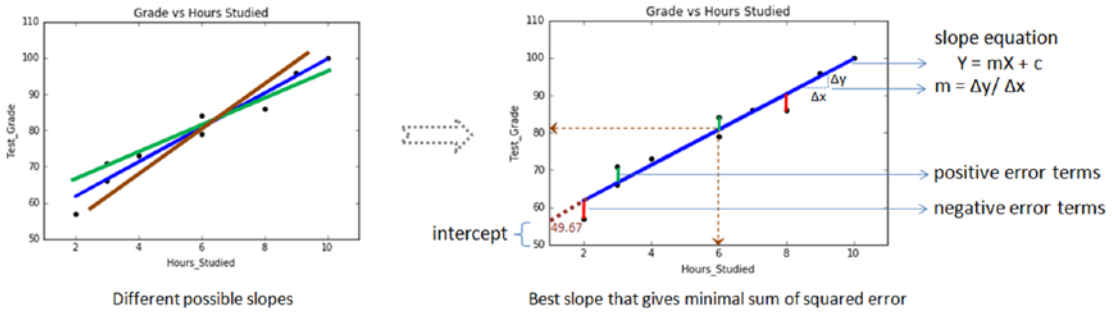 Grade vs Hours Studied
110
100
90
80
70
60
50
Test_Grade
2
4
6
8
10
Hours_Studied
Different possible slopes
Grade vs Hours Studied
110
100
90
80
70
60
50
Test_Grade
2
4
6
8
10
Hours_Studied
Δy
Δx
49.67
intercept
slope equation
Y = mX + c
m = Δy/ Δx
positive error terms
negative error terms
Best slope that gives minimal sum of squared error